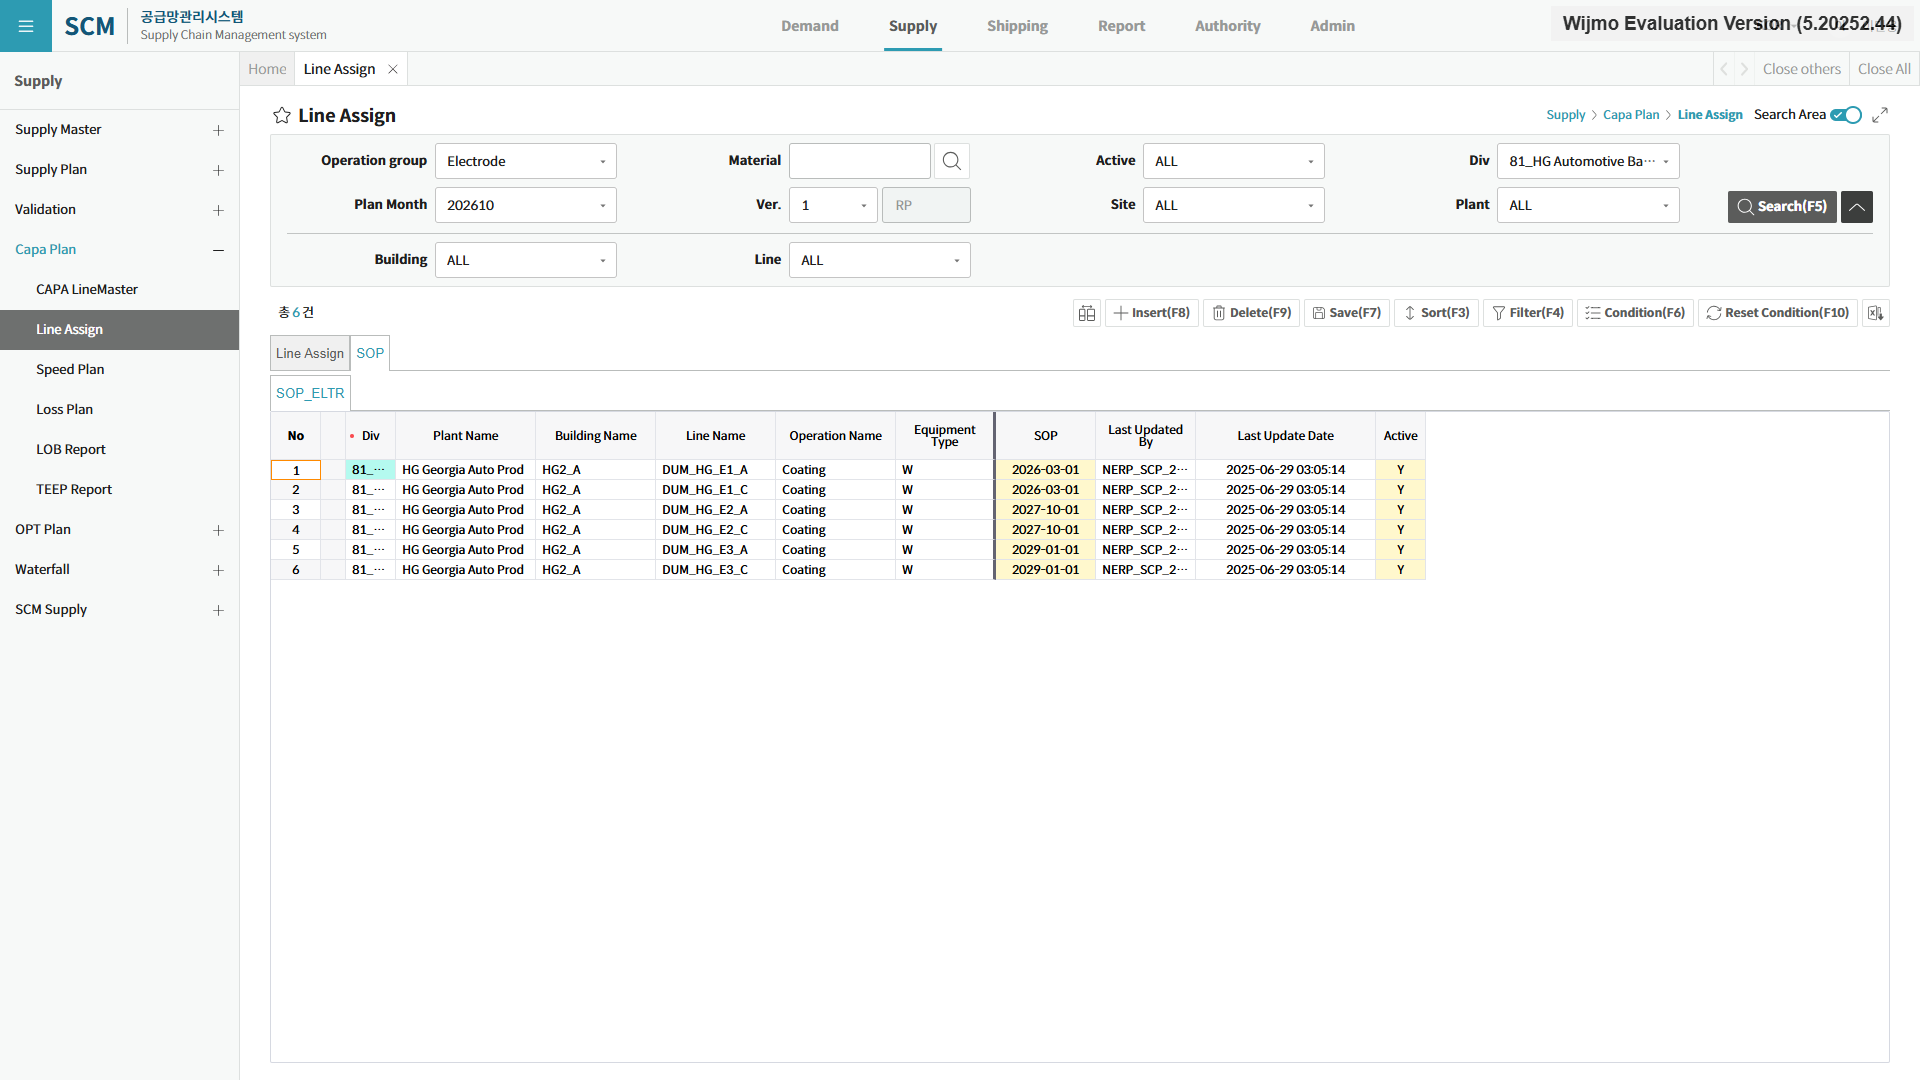 SCM
공급망관리시스템
Supply Chain Management system
Demand Supply Shipping Report Authority Admin
Wijmo Evaluation Version (5.20252.44)
Supply
Home Line Assign
Close others Close All
Line Assign
Supply > Capa Plan > Line Assign Search Area
Supply Master
Supply Plan
Validation
Capa Plan
CAPA LineMaster
Line Assign
Speed Plan
Loss Plan
LOB Report
TEEP Report
OPT Plan
Waterfall
SCM Supply
Operation group Electrode Material Active ALL Div 81_HG Automotive Ba···
Plan Month 202610 Ver. 1 RP Site ALL Plant ALL Search(F5)
Building ALL Line ALL
총 6 건
Insert(F8) Delete(F9) Save(F7) Sort(F3) Filter(F4) Condition(F6) Reset Condition(F10)
Line Assign SOP
SOP_ELTR
No Div Plant Name Building Name Line Name Operation Name Equipment Type SOP Last Updated By Last Update Date Active
1 81_··· HG Georgia Auto Prod HG2_A DUM_HG_E1_A Coating W 2026-03-01 NERP_SCP_2··· 2025-06-29 03:05:14 Y
2 81_··· HG Georgia Auto Prod HG2_A DUM_HG_E1_C Coating W 2026-03-01 NERP_SCP_2··· 2025-06-29 03:05:14 Y
3 81_··· HG Georgia Auto Prod HG2_A DUM_HG_E2_A Coating W 2027-10-01 NERP_SCP_2··· 2025-06-29 03:05:14 Y
4 81_··· HG Georgia Auto Prod HG2_A DUM_HG_E2_C Coating W 2027-10-01 NERP_SCP_2··· 2025-06-29 03:05:14 Y
5 81_··· HG Georgia Auto Prod HG2_A DUM_HG_E3_A Coating W 2029-01-01 NERP_SCP_2··· 2025-06-29 03:05:14 Y
6 81_··· HG Georgia Auto Prod HG2_A DUM_HG_E3_C Coating W 2029-01-01 NERP_SCP_2··· 2025-06-29 03:05:14 Y